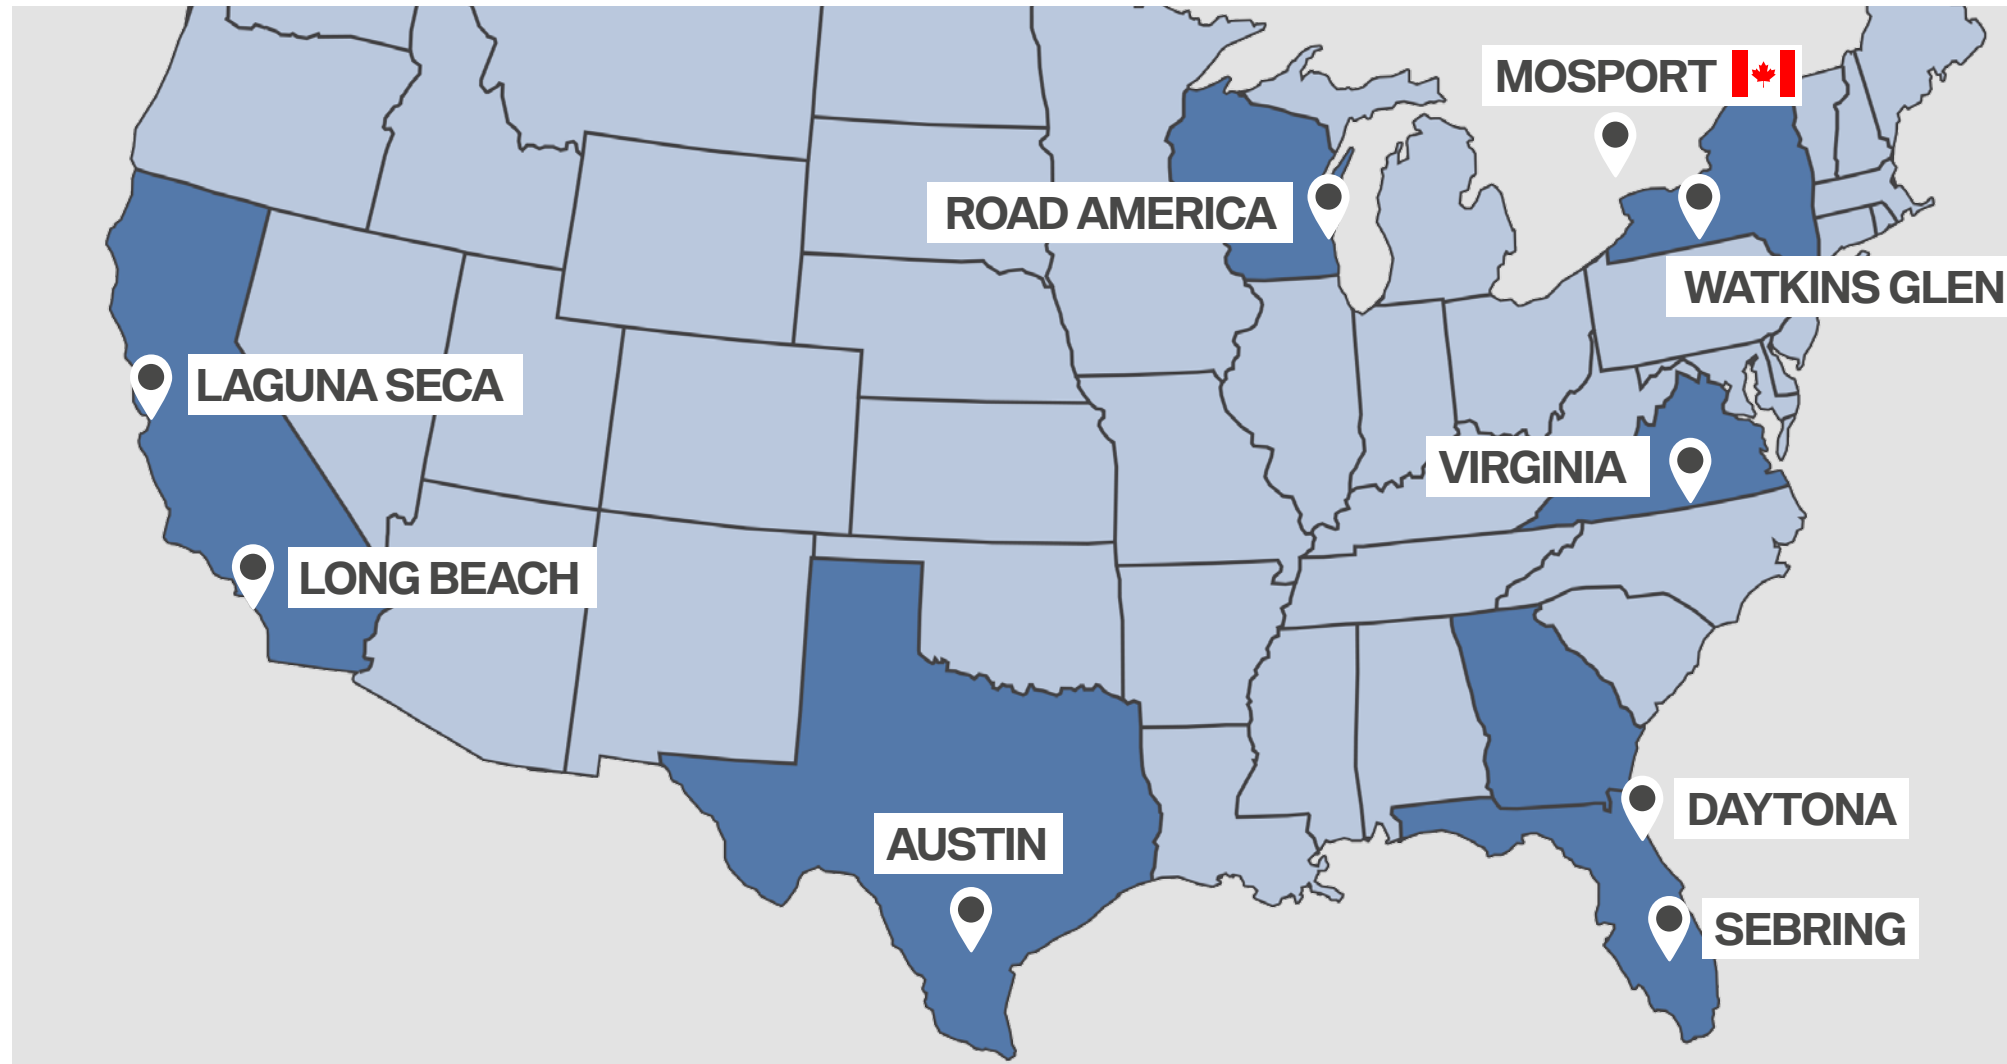 MOSPORT
ROAD AMERICA
WATKINS GLEN
LAGUNA SECA
VIRGINIA
LONG BEACH
DAYTONA
AUSTIN
SEBRING